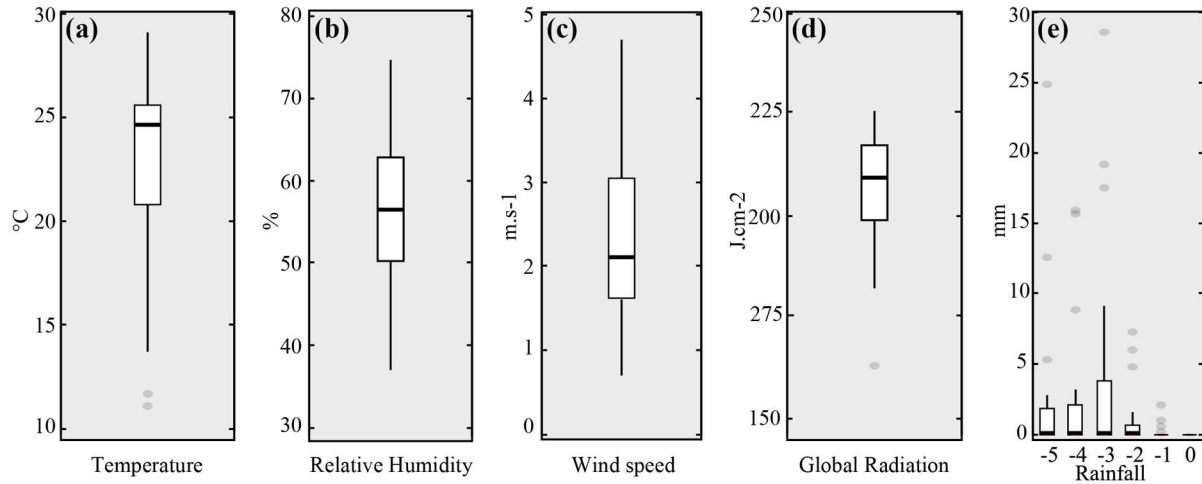 (a)
30
25
20
15
10
°C
Temperature
(b)
80
70
60
50
40
30
%
Relative Humidity
(c)
5
4
3
2
1
0
m.s-1
Wind speed
(d)
250
225
200
275
150
J.cm-2
Global Radiation
(e)
30
25
20
15
10
5
0
mm
-5 -4 -3 -2 -1 0
Rainfall